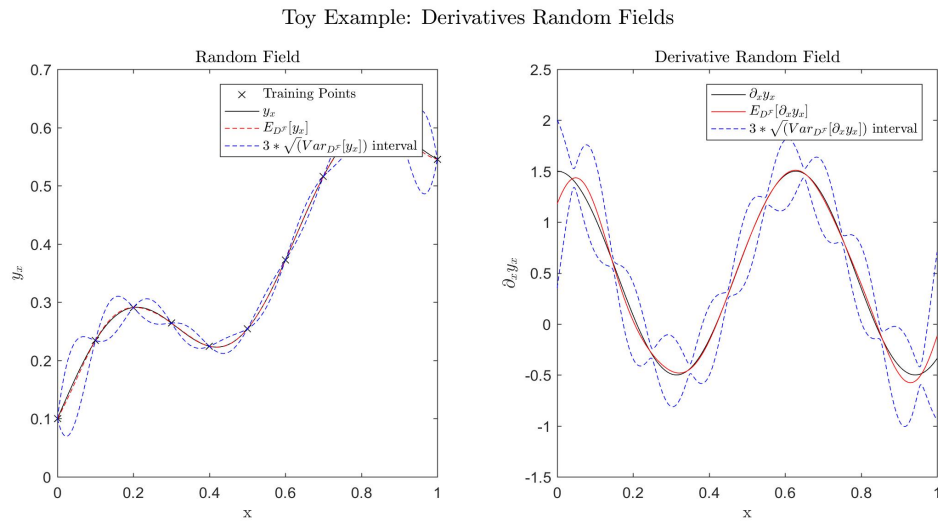 Toy Example: Derivatives Random Fields
Random Field
0.7
0.6
0.5
0.4
0.3
0.2
0.1
0
y_x
0 0.2 0.4 0.6 0.8 1
x
× Training Points
y_x
E_{D^F}[y_x]
3 * √(Var_{D^F}[y_x]) interval
Derivative Random Field
2.5
2
1.5
1
0.5
0
-0.5
-1
-1.5
∂_x y_x
0 0.2 0.4 0.6 0.8 1
x
∂_x y_x
E_{D^F}[∂_x y_x]
3 * √(Var_{D^F}[∂_x y_x]) interval